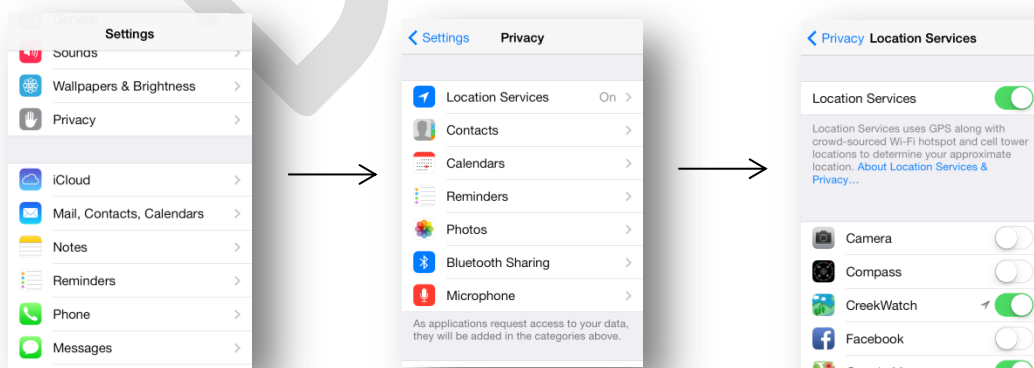 General
Settings
Sounds
Wallpapers & Brightness
Privacy
iCloud
Mail, Contacts, Calendars
Notes
Reminders
Phone
Messages
Settings Privacy
Location Services On
Contacts
Calendars
Reminders
Photos
Bluetooth Sharing
Microphone
As applications request access to your data,
they will be added in the categories above.
Privacy Location Services
Location Services
Location Services uses GPS along with
crowd-sourced Wi-Fi hotspot and cell tower
locations to determine your approximate
location. About Location Services &
Privacy…
Camera
Compass
CreekWatch
Facebook